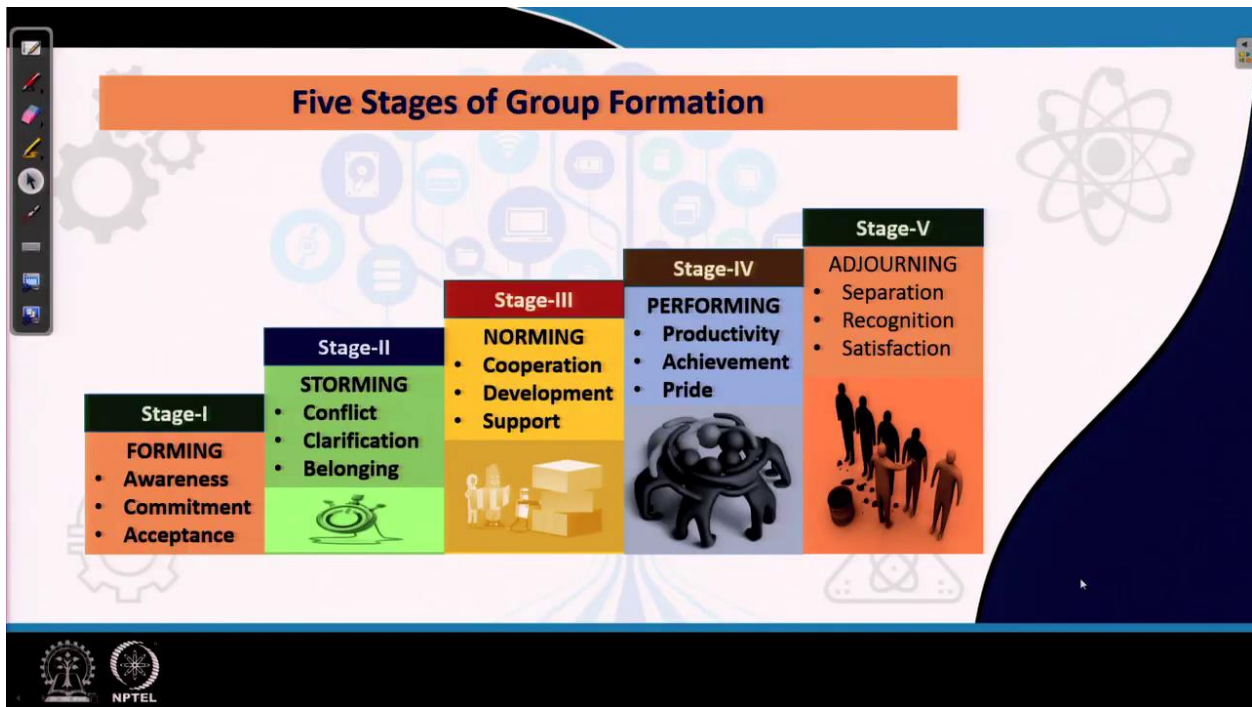 Five Stages of Group Formation
Stage-I
FORMING
• Awareness
• Commitment
• Acceptance
Stage-II
STORMING
• Conflict
• Clarification
• Belonging
Stage-III
NORMING
• Cooperation
• Development
• Support
Stage-IV
PERFORMING
• Productivity
• Achievement
• Pride
Stage-V
ADJOURNING
• Separation
• Recognition
• Satisfaction
NPTEL